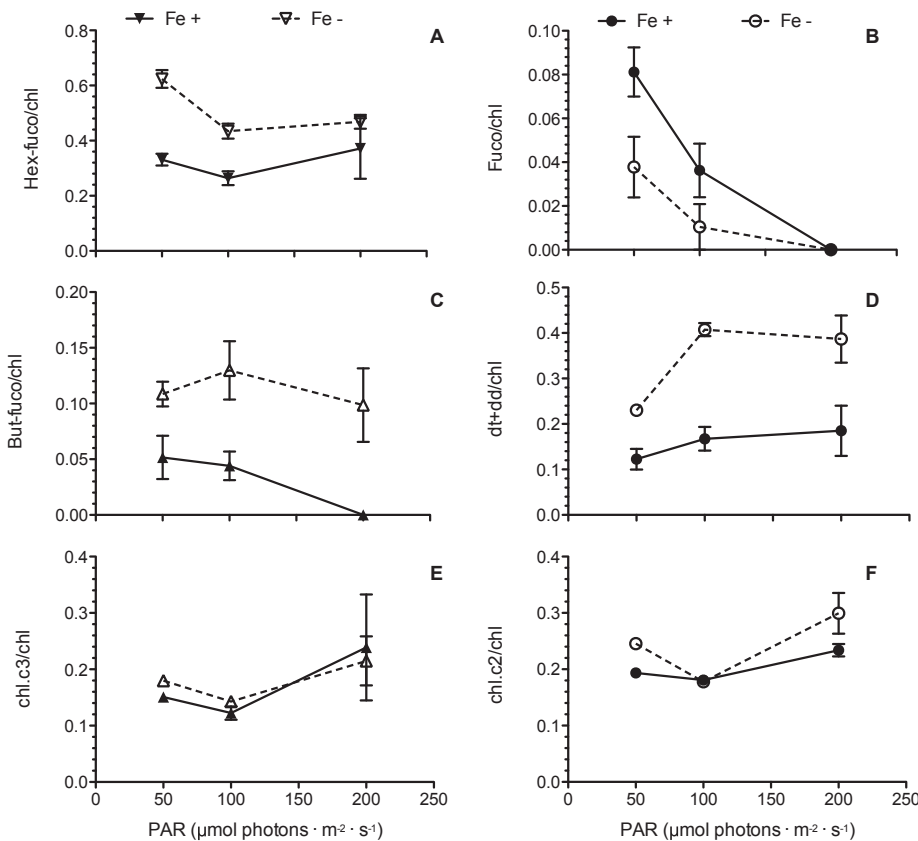 Fe + Fe -
A
Hex-fuco/chl
0.8
0.6
0.4
0.2
0.0
Fe + Fe -
B
Fuco/chl
0.10
0.08
0.06
0.04
0.02
0.00
C
But-fuco/chl
0.20
0.15
0.10
0.05
0.00
D
dt+dd/chl
0.5
0.4
0.3
0.2
0.1
0.0
E
chl.c3/chl
0.4
0.3
0.2
0.1
0.0
0 50 100 150 200 250
PAR (µmol photons · m⁻² · s⁻¹)
F
chl.c2/chl
0.4
0.3
0.2
0.1
0.0
0 50 100 150 200 250
PAR (µmol photons · m⁻² · s⁻¹)